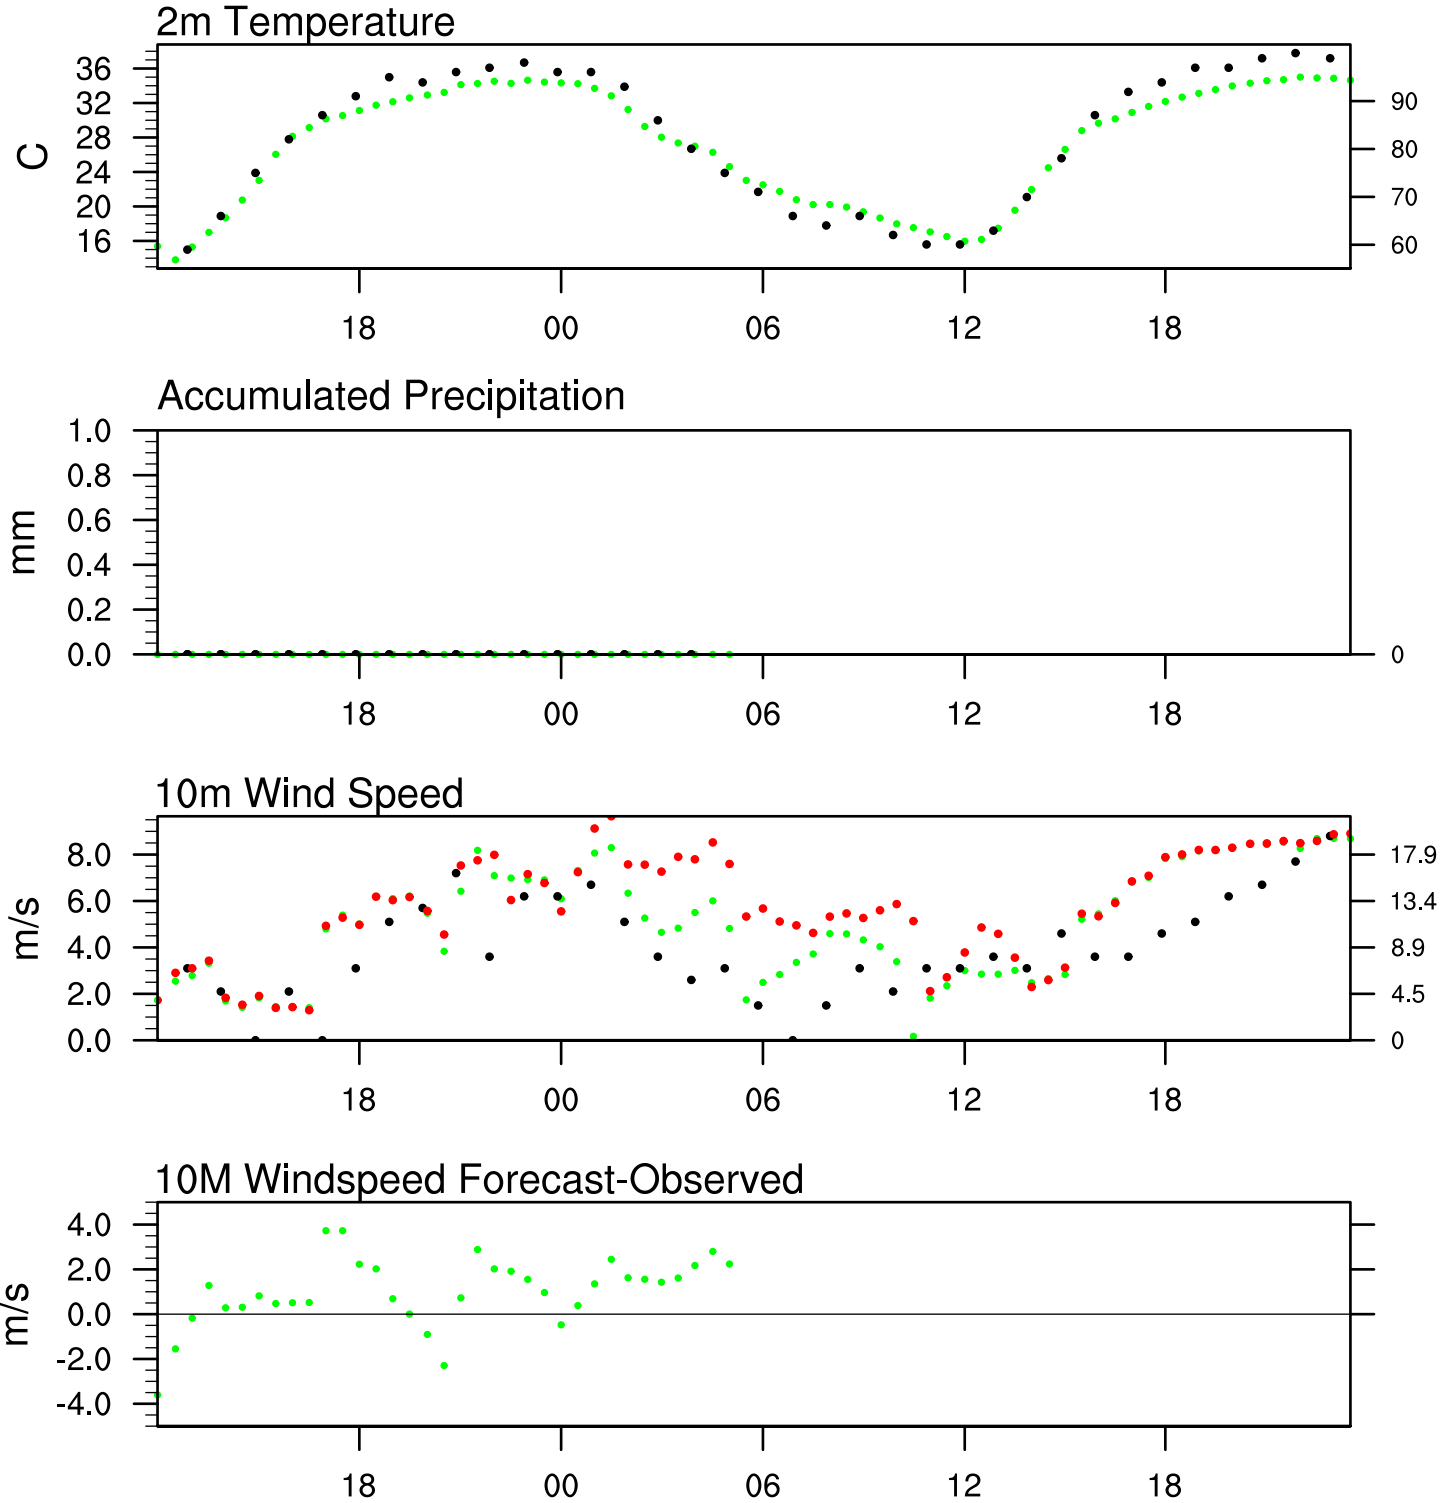 2m Temperature
36
32
28
24
20
16
C
90
80
70
60
18 00 06 12 18
Accumulated Precipitation
1.0
0.8
0.6
0.4
0.2
0.0
mm
0
18 00 06 12 18
10m Wind Speed
8.0
6.0
4.0
2.0
0.0
m/s
17.9
13.4
8.9
4.5
0
18 00 06 12 18
10M Windspeed Forecast-Observed
4.0
2.0
0.0
-2.0
-4.0
m/s
18 00 06 12 18